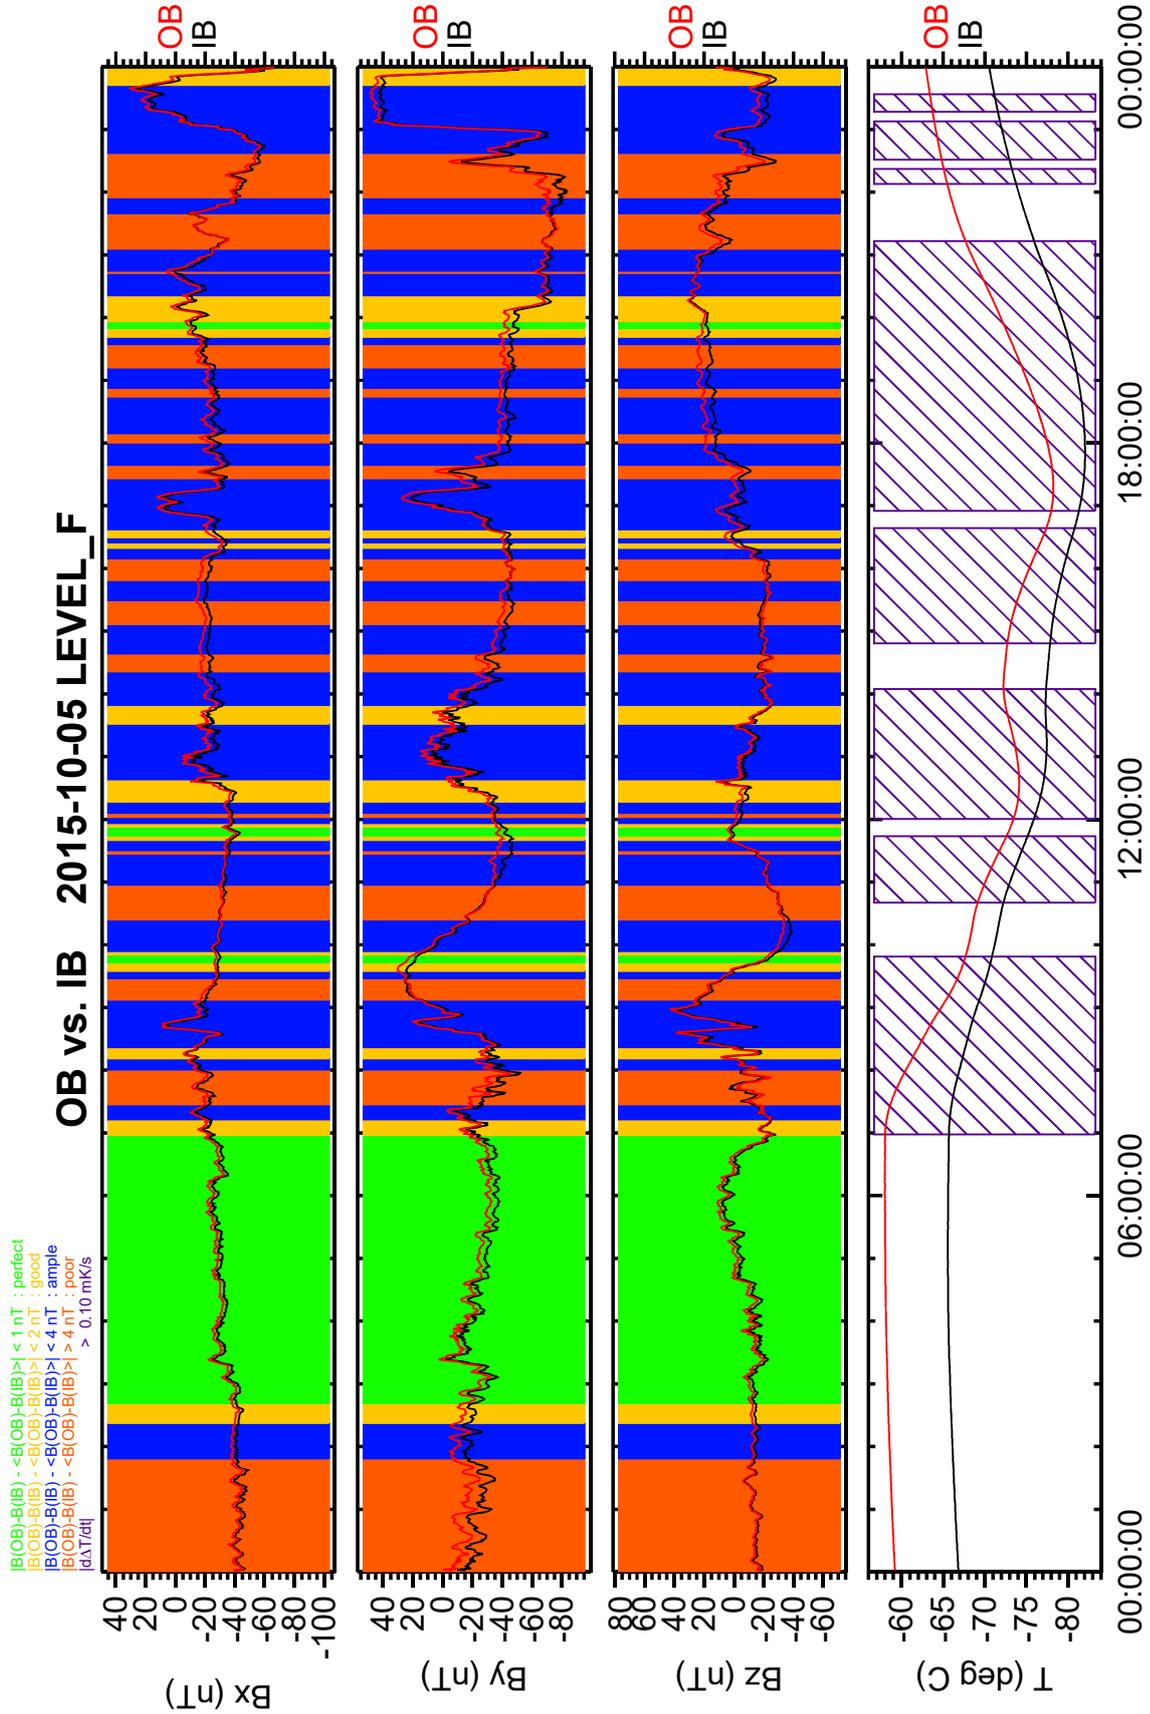 |B(OB)-B(IB) - <B(OB)-B(IB)>| < 1 nT : perfect
|B(OB)-B(IB) - <B(OB)-B(IB)>| < 2 nT : good
|B(OB)-B(IB) - <B(OB)-B(IB)>| < 4 nT : ample
|B(OB)-B(IB) - <B(OB)-B(IB)>| > 4 nT : poor
|dΔT/dt| > 0.10 mK/s
OB vs. IB 2015-10-05 LEVEL_F
Bx (nT)
40
20
0
-20
-40
-60
-80
-100
OB
IB
By (nT)
40
20
0
-20
-40
-60
-80
OB
IB
Bz (nT)
80
60
40
20
0
-20
-40
-60
OB
IB
T (deg C)
-60
-65
-70
-75
-80
OB
IB
00:00:00 06:00:00 12:00:00 18:00:00 00:00:00